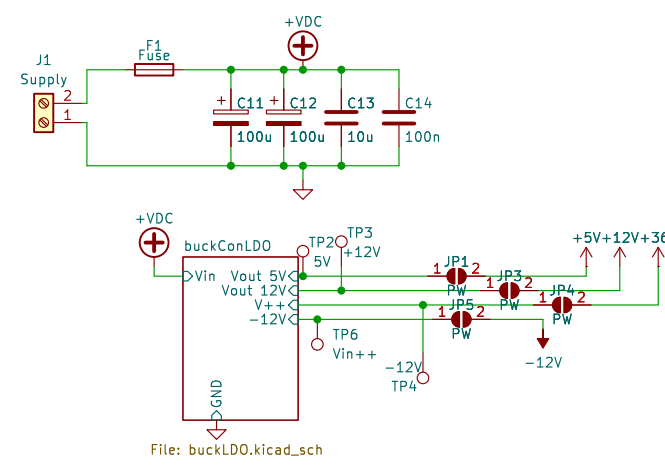 +VDC
J1
Supply
F1
Fuse
2
1
+ C11
100u
+ C12
100u
C13
10u
C14
100n
+VDC
buckConLDO
Vin
Vout 5V
Vout 12V
V++
-12V
GND
TP2
5V
TP3
+12V
+5V
+12V
+36
1 JP1 2
PW
1 JP3 2
PW
1 JP4 2
PW
1 JP5 2
PW
TP6
Vin++
-12V
TP4
-12V
File: buckLDO.kicad_sch